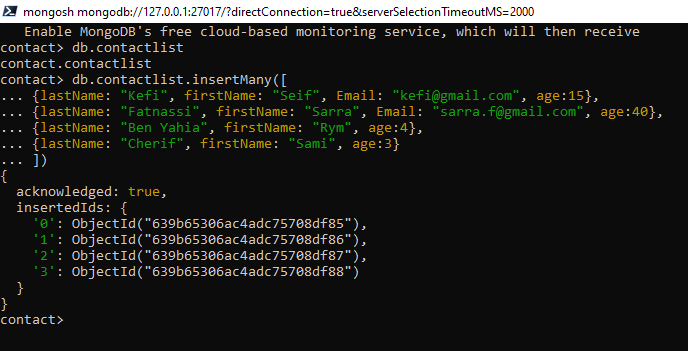 mongosh mongodb://127.0.0.1:27017/?directConnection=true&serverSelectionTimeoutMS=2000
Enable MongoDB's free cloud-based monitoring service, which will then receive
contact> db.contactlist
contact.contactlist
contact> db.contactlist.insertMany([
... {lastName: "Kefi", firstName: "Seif", Email: "kefi@gmail.com", age:15},
... {lastName: "Fatnassi", firstName: "Sarra", Email: "sarra.f@gmail.com", age:40},
... {lastName: "Ben Yahia", firstName: "Rym", age:4},
... {lastName: "Cherif", firstName: "Sami", age:3}
... ])
{
  acknowledged: true,
  insertedIds: {
    '0': ObjectId("639b65306ac4adc75708df85"),
    '1': ObjectId("639b65306ac4adc75708df86"),
    '2': ObjectId("639b65306ac4adc75708df87"),
    '3': ObjectId("639b65306ac4adc75708df88")
  }
}
contact>